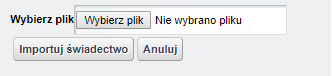 Wybierz plik Wybierz plik Nie wybrano pliku
Importuj świadectwo Anuluj